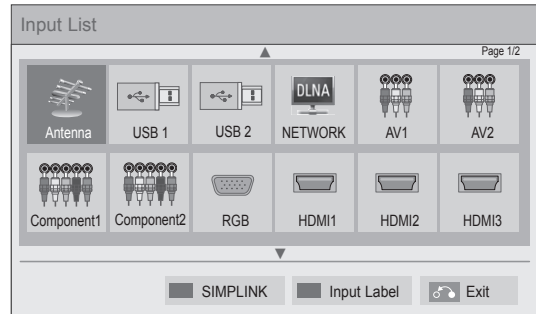 Input List
Page 1/2
DLNA
Antenna USB 1 USB 2 NETWORK AV1 AV2
Component1 Component2 RGB HDMI1 HDMI2 HDMI3
SIMPLINK Input Label Exit